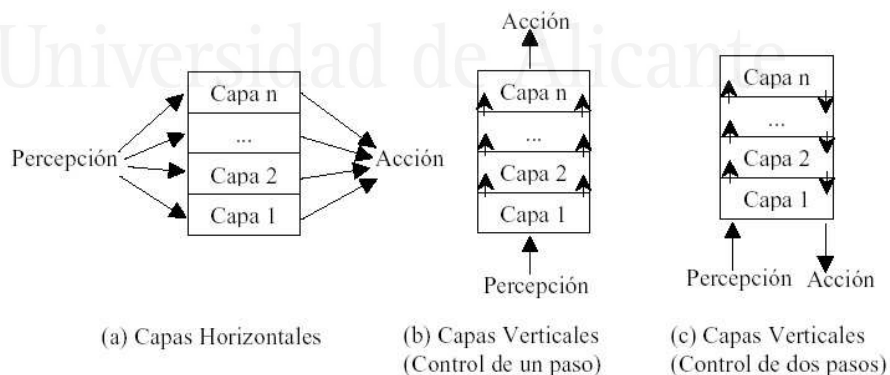 Universidad de Alicante
Percepción
Capa n
...
Capa 2
Capa 1
Acción
(a) Capas Horizontales
Acción
Capa n
...
Capa 2
Capa 1
Percepción
(b) Capas Verticales
(Control de un paso)
Capa n
...
Capa 2
Capa 1
Percepción
Acción
(c) Capas Verticales
(Control de dos pasos)